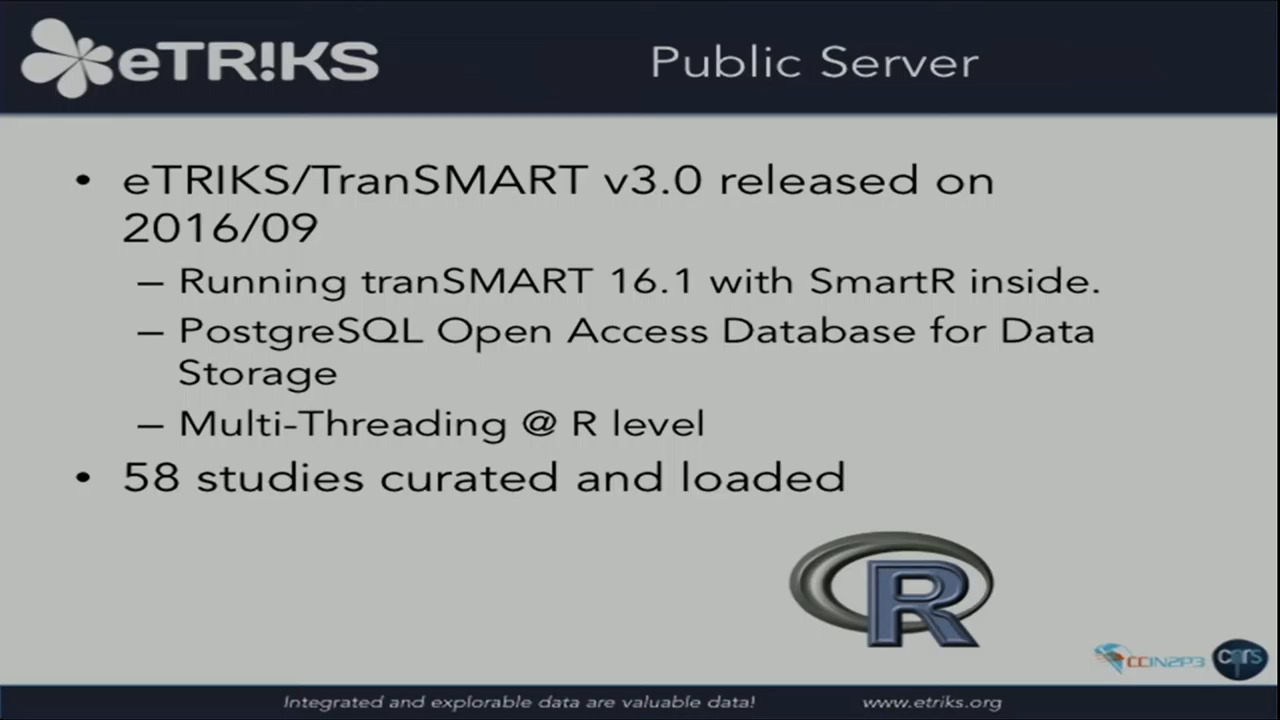 eTR!KS
Public Server
• eTRIKS/TranSMART v3.0 released on
2016/09
– Running tranSMART 16.1 with SmartR inside.
– PostgreSQL Open Access Database for Data
Storage
– Multi-Threading @ R level
• 58 studies curated and loaded
R
CCIN2P3
cnrs
Integrated and explorable data are valuable data!
www.etriks.org